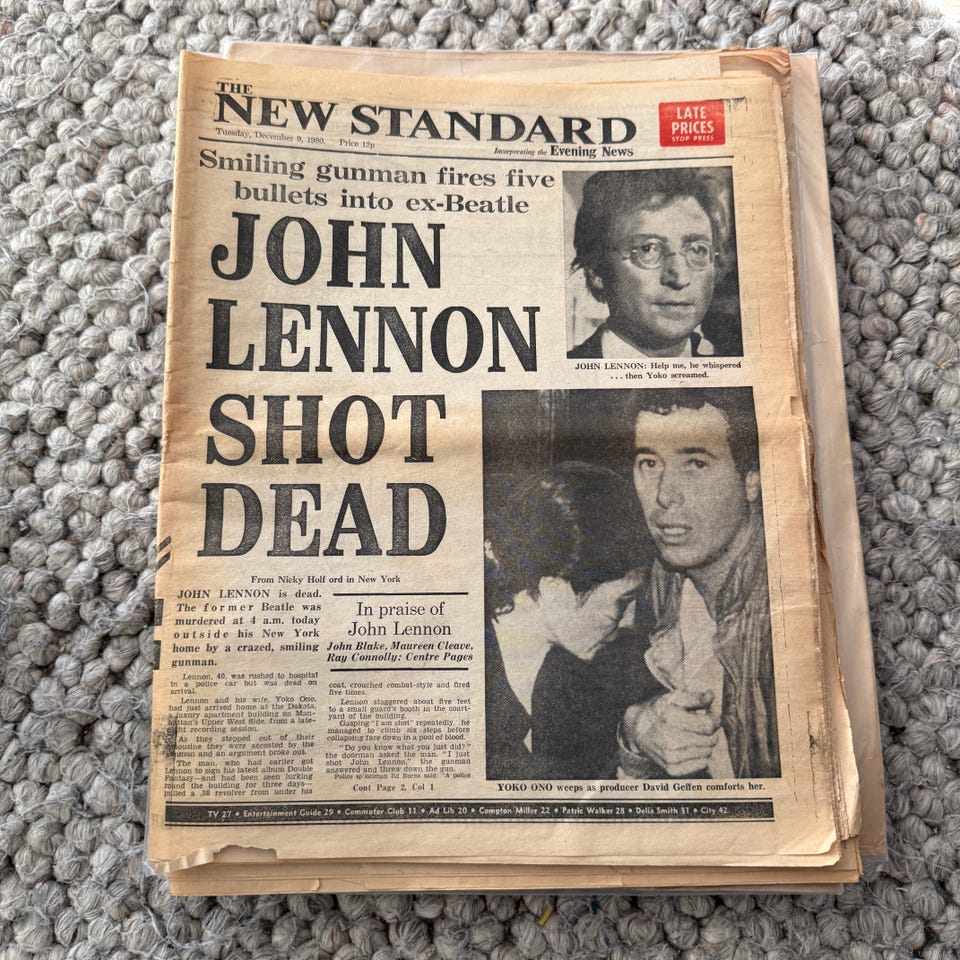 THE
NEW STANDARD
Tuesday, December 9, 1980. Price 12p
Incorporating the Evening News
LATE
PRICES
STOP PRESS
Smiling gunman fires five
bullets into ex-Beatle
JOHN
LENNON
SHOT
DEAD
JOHN LENNON: Help me, he whispered
. . . then Yoko screamed.
From Nicky Holf ord in New York
JOHN LENNON is dead.
The former Beatle was
murdered at 4 a.m. today
outside his New York
home by a crazed, smiling
gunman.
Lennon, 40, was rushed to hospital
in a police car but was dead on
arrival.
Lennon and his wife, Yoko Ono,
had just arrived home at the Dakota,
a luxury apartment building on Man-
hattan's Upper West Side, from a late-
night recording session.
As they stepped out of their
limousine they were accosted by the
gunman and an argument broke out.
The man, who had earlier got
Lennon to sign his latest album Double
Fantasy—and had been seen lurking
round the building for three days—
pulled a .38 revolver from under his
In praise of
John Lennon
John Blake, Maureen Cleave,
Ray Connolly: Centre Pages
coat, crouched combat-style and fired
five times.
Lennon staggered about five feet
to a small guard's booth in the court-
yard of the building.
Gasping "I am shot" repeatedly, he
managed to climb six steps before
collapsing face down in a pool of blood.
"Do you know what you just did?"
the doorman asked the man. "I just
shot John Lennon," the gunman
answered and threw down the gun.
Police spokesman Ed Burns said: "A police
Cont Page 2, Col 1
YOKO ONO weeps as producer David Geffen comforts her.
TV 27 • Entertainment Guide 29 • Commuter Club 11 • Ad Lib 20 • Compton Miller 22 • Patric Walker 28 • Delia Smith 31 • City 42